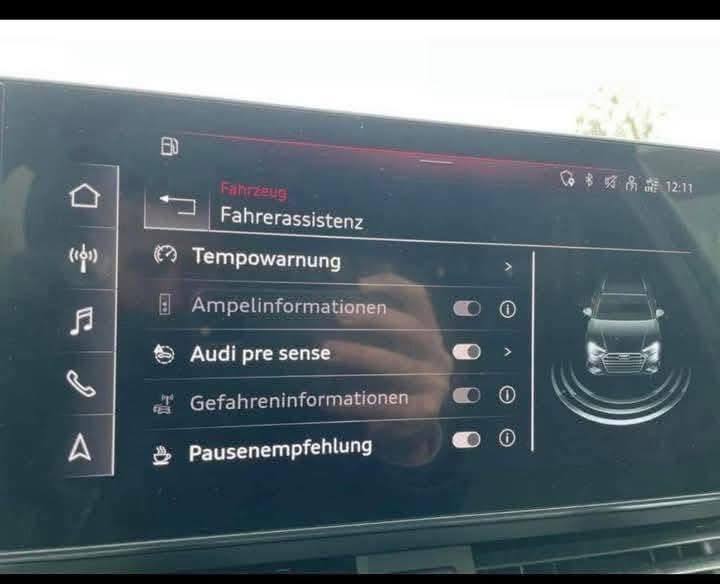 12:11
Fahrzeug
Fahrerassistenz
Tempowarnung
Ampelinformationen
Audi pre sense
Gefahreninformationen
Pausenempfehlung